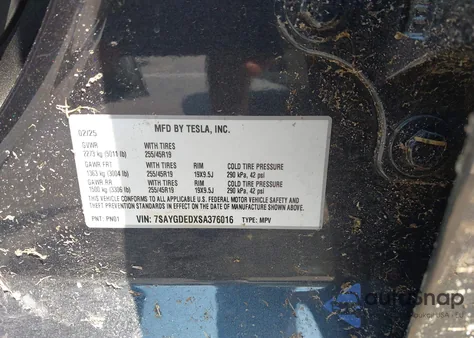 MFD BY TESLA, INC.
02/25
GVWR WITH TIRES
2273 kg (5011 lb) 255/45R19
GAWR FRT WITH TIRES RIM COLD TIRE PRESSURE
1363 kg (3004 lb) 255/45R19 19X9.5J 290 kPa, 42 psi
GAWR RR WITH TIRES RIM COLD TIRE PRESSURE
1500 kg (3306 lb) 255/45R19 19X9.5J 290 kPa, 42 psi
THIS VEHICLE CONFORMS TO ALL APPLICABLE U.S. FEDERAL MOTOR VEHICLE SAFETY AND
THEFT PREVENTION STANDARDS IN EFFECT ON THE DATE OF MANUFACTURE SHOWN ABOVE.
PNT: PN01 VIN: 7SAYGDEDXSA376016 TYPE: MPV
autosnap